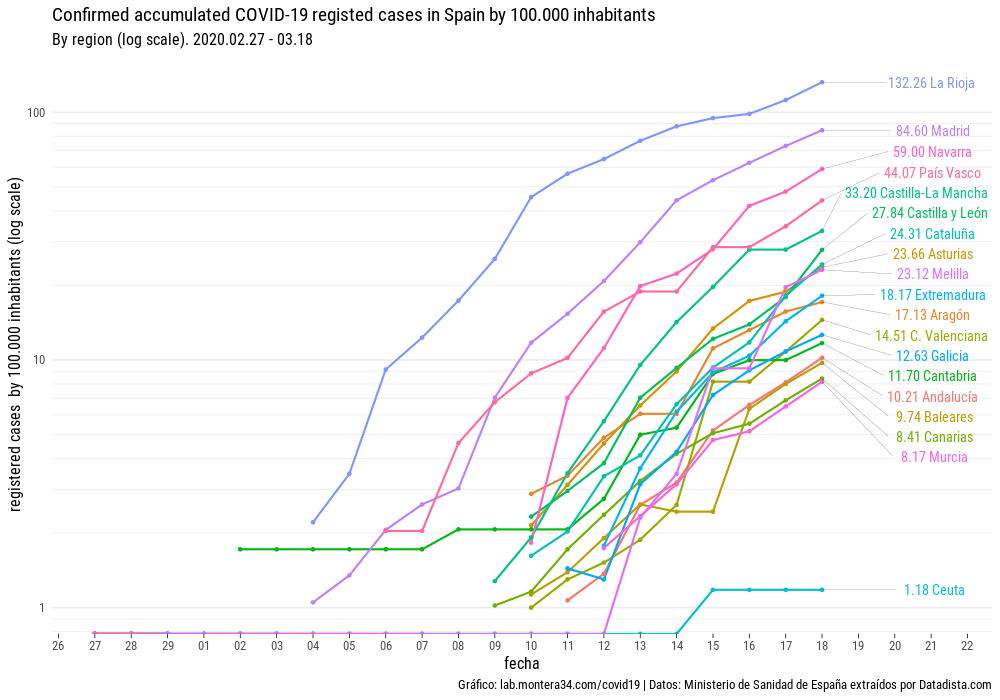 Confirmed accumulated COVID-19 registed cases in Spain by 100.000 inhabitants
By region (log scale). 2020.02.27 - 03.18
registered cases by 100.000 inhabitants (log scale)
100
10
1
132.26 La Rioja
84.60 Madrid
59.00 Navarra
44.07 País Vasco
33.20 Castilla-La Mancha
27.84 Castilla y León
24.31 Cataluña
23.66 Asturias
23.12 Melilla
18.17 Extremadura
17.13 Aragón
14.51 C. Valenciana
12.63 Galicia
11.70 Cantabria
10.21 Andalucía
9.74 Baleares
8.41 Canarias
8.17 Murcia
1.18 Ceuta
26 27 28 29 01 02 03 04 05 06 07 08 09 10 11 12 13 14 15 16 17 18 19 20 21 22
fecha
Gráfico: lab.montera34.com/covid19 | Datos: Ministerio de Sanidad de España extraídos por Datadista.com